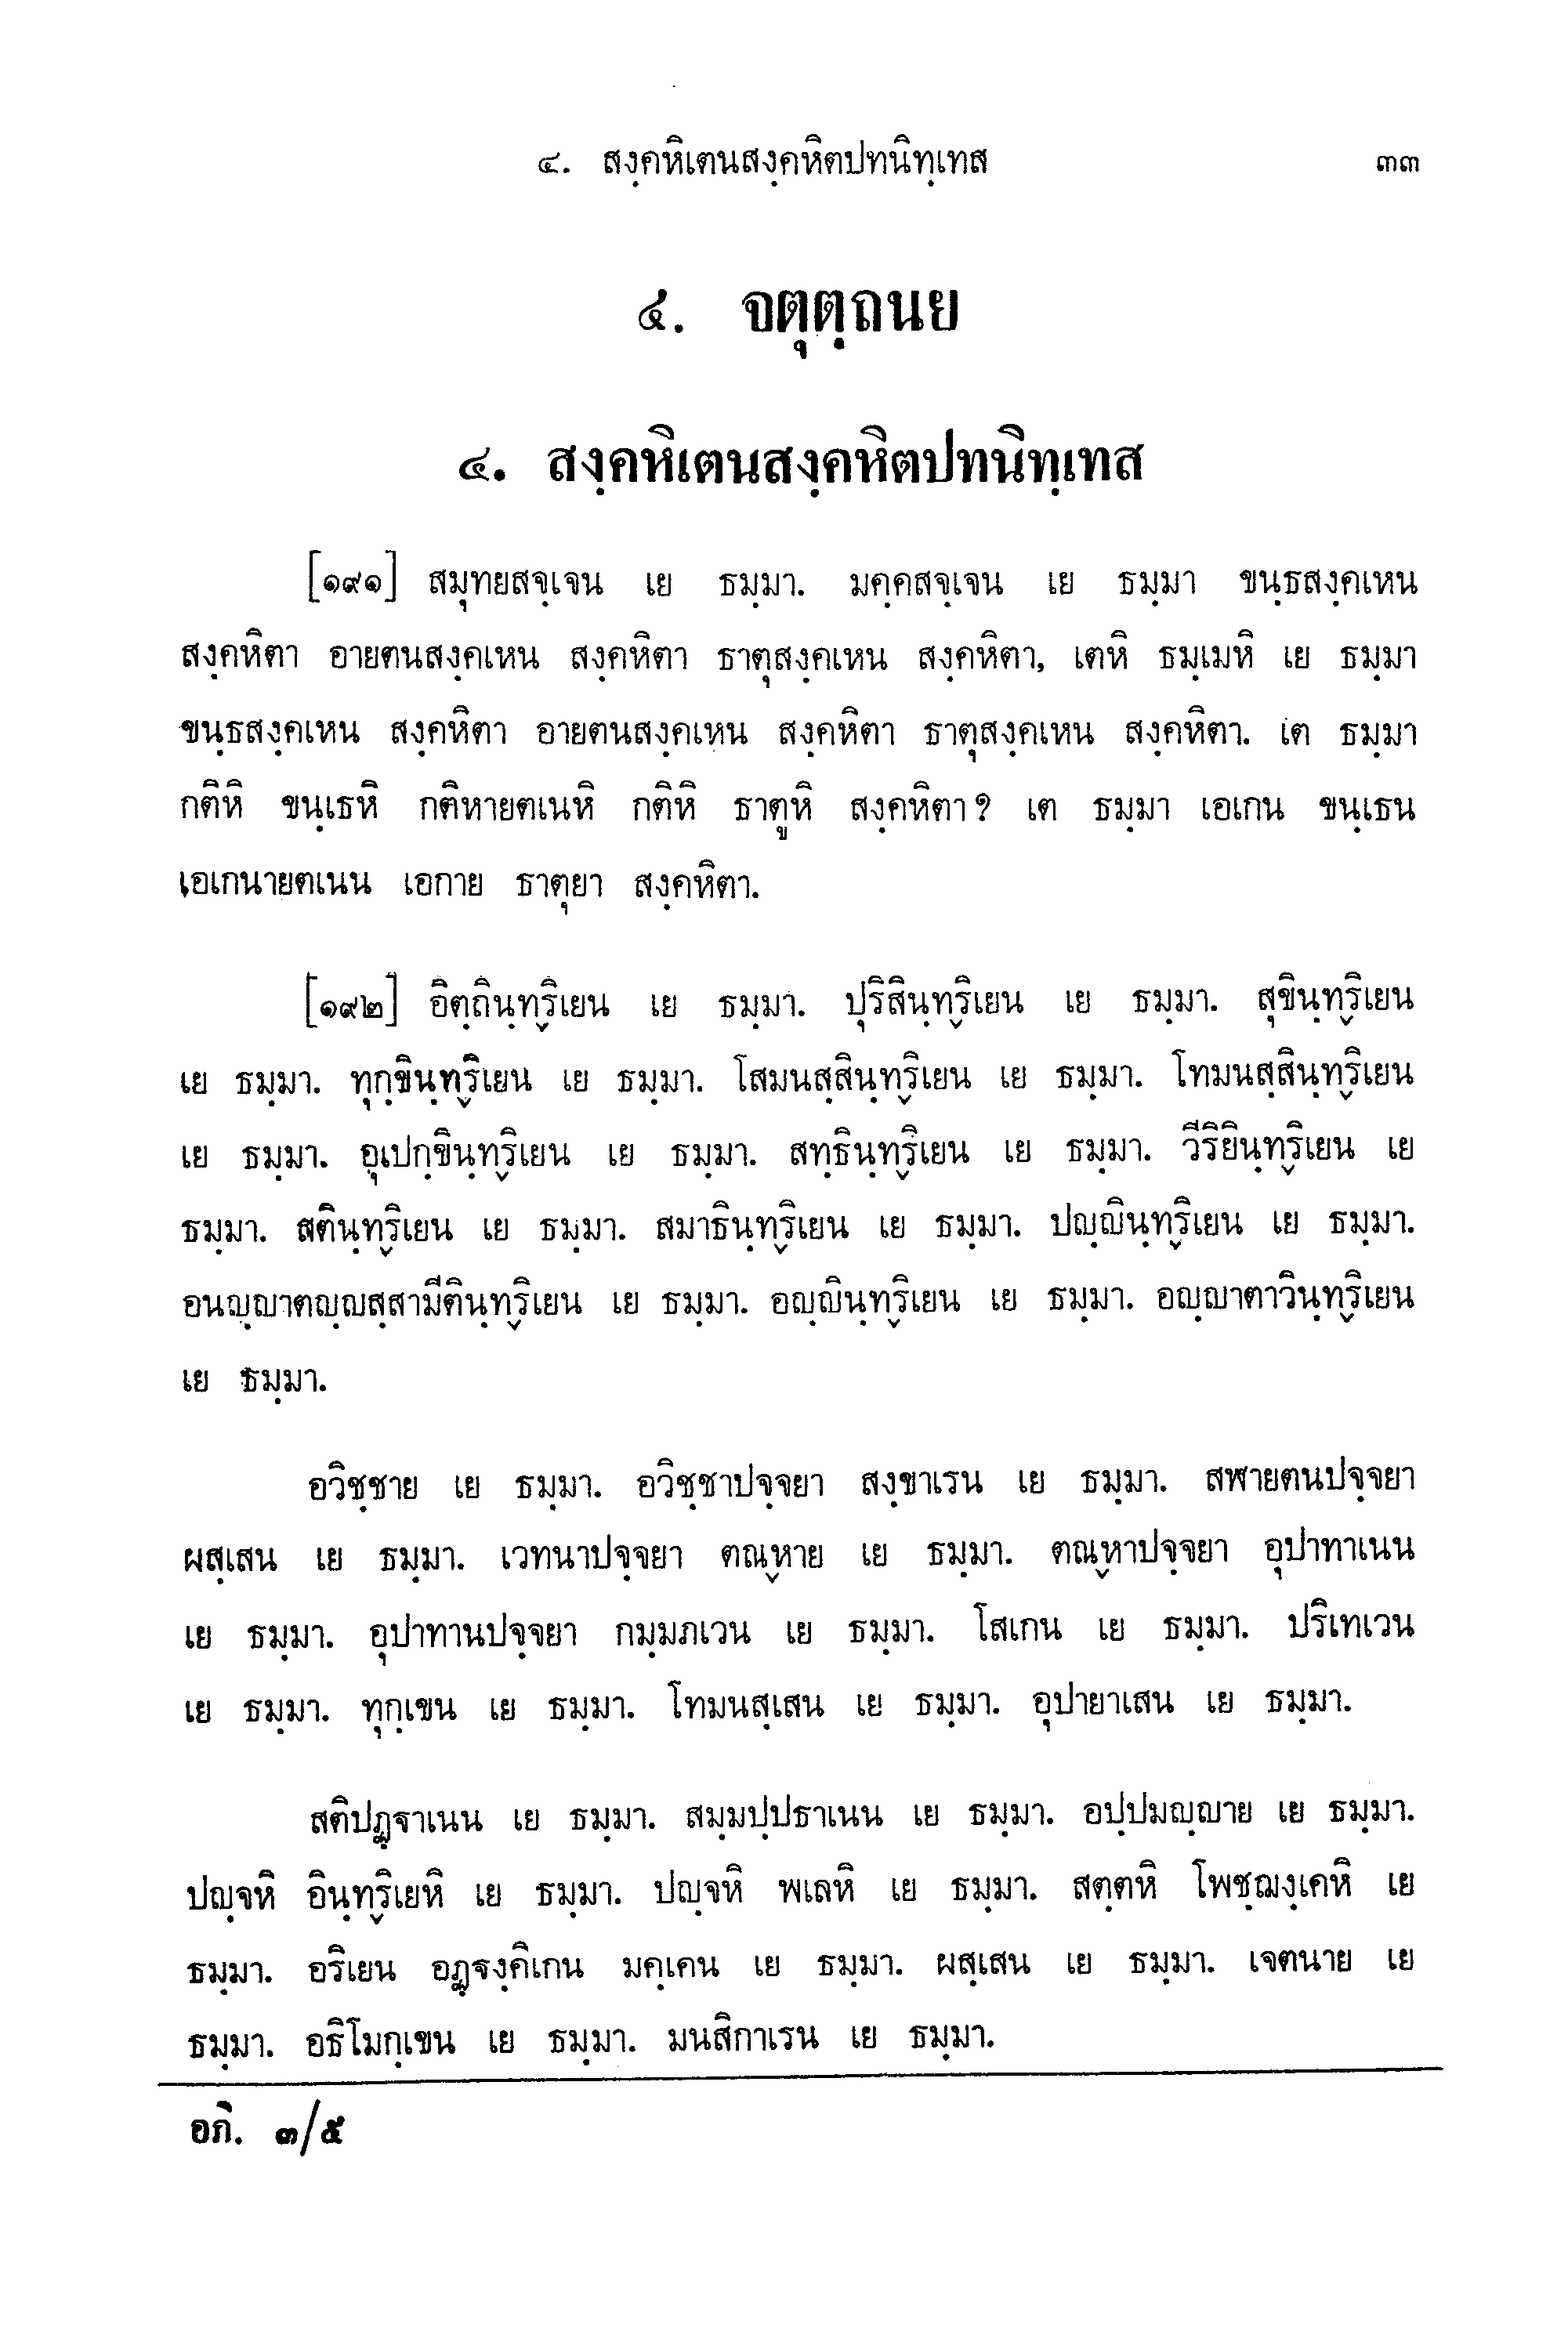 ๔. สงฺคหิเตนสงฺคหิตปทนิทฺเทส ๓๓
๔. จตุตฺถนย
๔. สงฺคหิเตนสงฺคหิตปทนิทฺเทส
[๑๙๑] สมุทยสจฺเจน เย ธมฺมา. มคฺคสจฺเจน เย ธมฺมา ขนฺธสงฺคเหน
สงฺคหิตา อายตนสงฺคเหน สงฺคหิตา ธาตุสงฺคเหน สงฺคหิตา, เตหิ ธมฺเมหิ เย ธมฺมา
ขนฺธสงฺคเหน สงฺคหิตา อายตนสงฺคเหน สงฺคหิตา ธาตุสงฺคเหน สงฺคหิตา. เต ธมฺมา
กติหิ ขนฺเธหิ กติหายตเนหิ กติหิ ธาตูหิ สงฺคหิตา? เต ธมฺมา เอเกน ขนฺเธน
เอเกนายตเนน เอกาย ธาตุยา สงฺคหิตา.
[๑๙๒] อิตฺถินฺทฺริเยน เย ธมฺมา. ปุริสินฺทฺริเยน เย ธมฺมา. สุขินฺทฺริเยน
เย ธมฺมา. ทุกฺขินฺทฺริเยน เย ธมฺมา. โสมนสฺสินฺทฺริเยน เย ธมฺมา. โทมนสฺสินฺทฺริเยน
เย ธมฺมา. อุเปกฺขินฺทฺริเยน เย ธมฺมา. สทฺธินฺทฺริเยน เย ธมฺมา. วีริยินฺทฺริเยน เย
ธมฺมา. สตินฺทฺริเยน เย ธมฺมา. สมาธินฺทฺริเยน เย ธมฺมา. ปญฺญินฺทฺริเยน เย ธมฺมา.
อนญฺญาตญฺญสฺสามีตินฺทฺริเยน เย ธมฺมา. อญฺญินฺทฺริเยน เย ธมฺมา. อญฺญาตาวินฺทฺริเยน
เย ธมฺมา.
อวิชฺชาย เย ธมฺมา. อวิชฺชาปจฺจยา สงฺขาเรน เย ธมฺมา. สฬายตนปจฺจยา
ผสฺเสน เย ธมฺมา. เวทนาปจฺจยา ตณฺหาย เย ธมฺมา. ตณฺหาปจฺจยา อุปาทาเนน
เย ธมฺมา. อุปาทานปจฺจยา กมฺมภเวน เย ธมฺมา. โสเกน เย ธมฺมา. ปริเทเวน
เย ธมฺมา. ทุกฺเขน เย ธมฺมา. โทมนสฺเสน เย ธมฺมา. อุปายาเสน เย ธมฺมา.
สติปฏฺฐาเนน เย ธมฺมา. สมฺมปฺปธาเนน เย ธมฺมา. อปฺปมญฺญาย เย ธมฺมา.
ปญฺจหิ อินฺทฺริเยหิ เย ธมฺมา. ปญฺจหิ พเลหิ เย ธมฺมา. สตฺตหิ โพชฺฌงฺเคหิ เย
ธมฺมา. อริเยน อฏฺฐงฺคิเกน มคฺเคน เย ธมฺมา. ผสฺเสน เย ธมฺมา. เจตนาย เย
ธมฺมา. อธิโมกฺเขน เย ธมฺมา. มนสิกาเรน เย ธมฺมา.
อภิ. ๓/๕